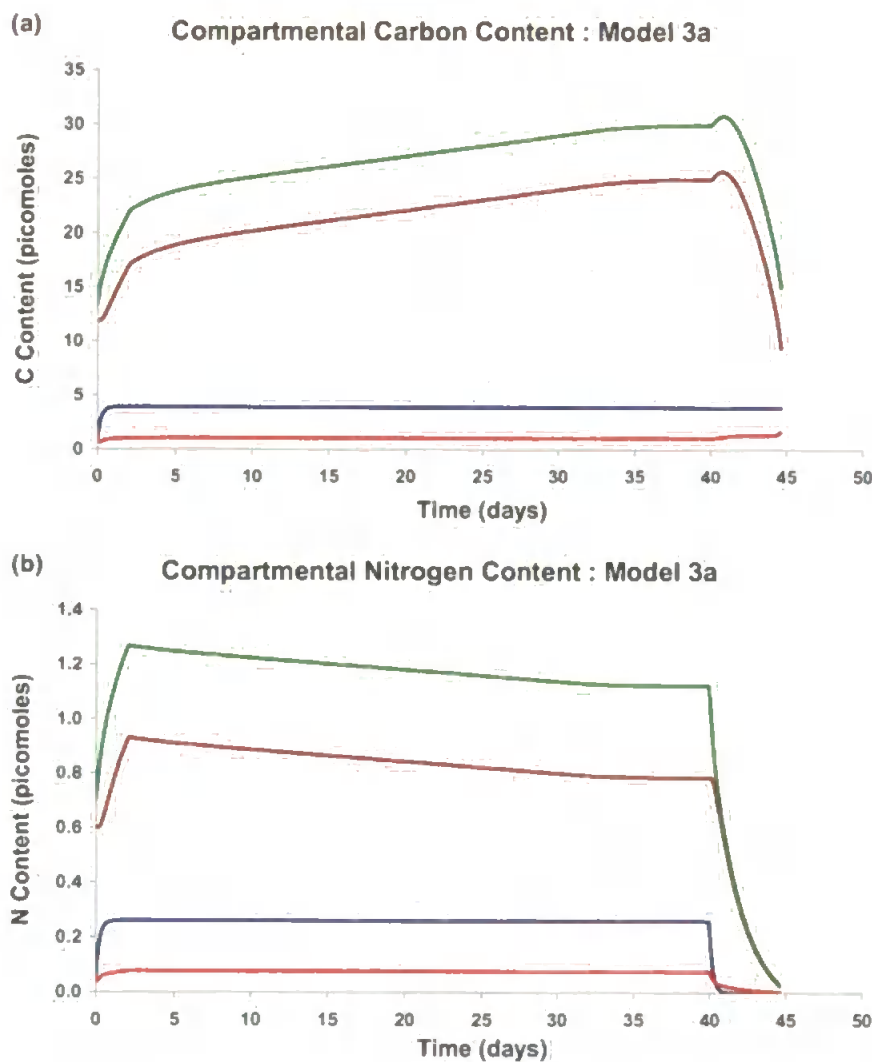 (a)
Compartmental Carbon Content : Model 3a
35
30
25
20
15
10
5
0
C Content (picomoles)
0 5 10 15 20 25 30 35 40 45 50
Time (days)
(b)
Compartmental Nitrogen Content : Model 3a
1.4
1.2
1.0
0.8
0.6
0.4
0.2
0.0
N Content (picomoles)
0 5 10 15 20 25 30 35 40 45 50
Time (days)